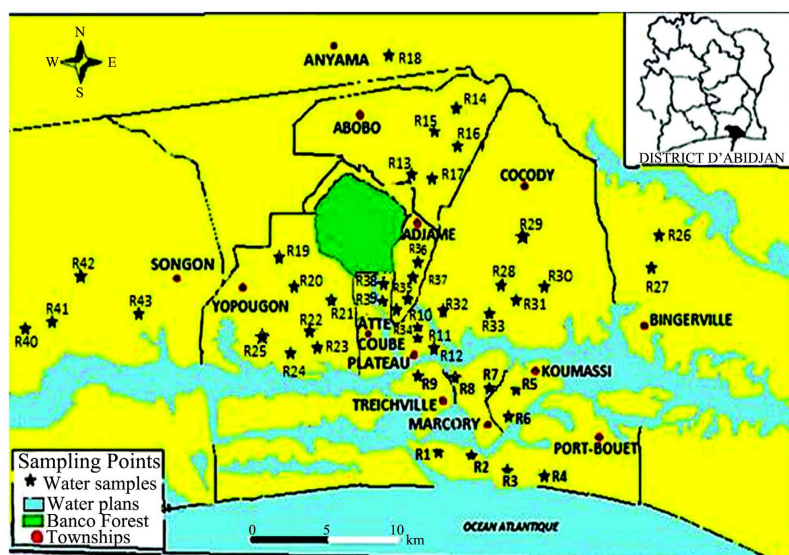 N
W E
S
ANYAMA
R18
DISTRICT D'ABIDJAN
ABOBO
R15
R14
R16
R13
R17
COCODY
ADJAME
R29
R26
R36
R42
SONGON
R19
R38
R35
R37
R28
R30
R27
YOPOUGON
R20
R39
R31
R41
R43
R21
R10
R32
R33
R40
R22
ATTE
COUBE
R34
R11
BINGERVILLE
R25
R23
R24
PLATEAU
R12
R9
R8
R7
R5
KOUMASSI
TREICHVILLE
R6
MARCORY
PORT-BOUET
R1
R2
R3
R4
Sampling Points
Water samples
Water plans
Banco Forest
Townships
0 5 10
km
OCEAN ATLANTIQUE